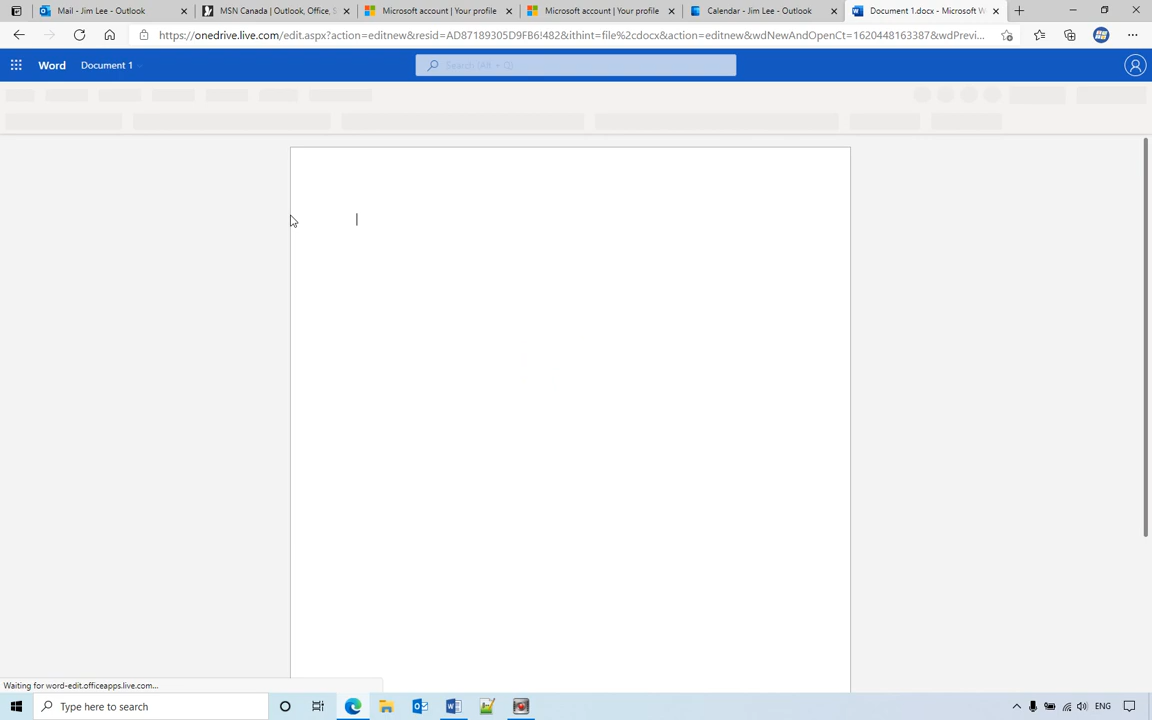 Mail - Jim Lee - Outlook
MSN Canada | Outlook, Office, S
Microsoft account | Your profile
Microsoft account | Your profile
Calendar - Jim Lee - Outlook
Document 1.docx - Microsoft W
https://onedrive.live.com/edit.aspx?action=editnew&resid=AD87189305D9FB6!482&ithint=file%2cdocx&action=editnew&wdNewAndOpenCt=1620448163387&wdPrevi...
Word
Document 1
Search (Alt + Q)
Waiting for word-edit.officeapps.live.com...
Type here to search
ENG